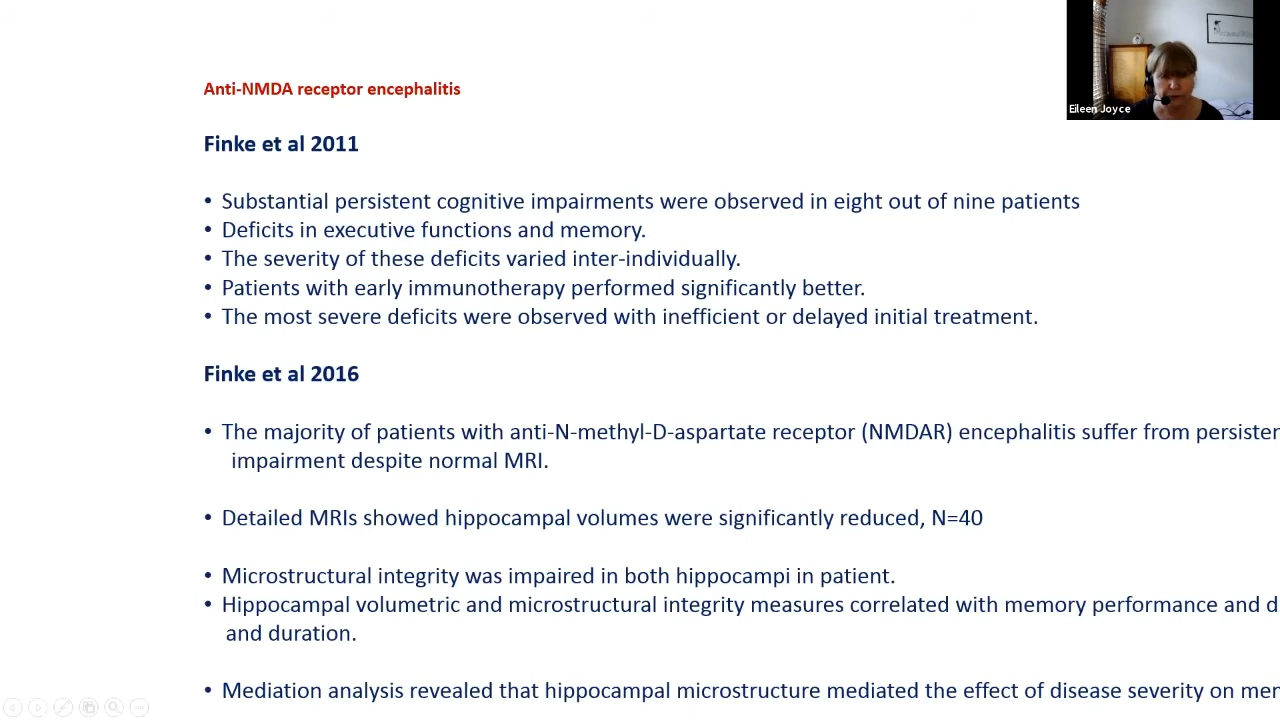 Anti-NMDA receptor encephalitis
Eileen Joyce
Finke et al 2011
• Substantial persistent cognitive impairments were observed in eight out of nine patients
• Deficits in executive functions and memory.
• The severity of these deficits varied inter-individually.
• Patients with early immunotherapy performed significantly better.
• The most severe deficits were observed with inefficient or delayed initial treatment.
Finke et al 2016
• The majority of patients with anti-N-methyl-D-aspartate receptor (NMDAR) encephalitis suffer from persisten
impairment despite normal MRI.
• Detailed MRIs showed hippocampal volumes were significantly reduced, N=40
• Microstructural integrity was impaired in both hippocampi in patient.
• Hippocampal volumetric and microstructural integrity measures correlated with memory performance and d
and duration.
• Mediation analysis revealed that hippocampal microstructure mediated the effect of disease severity on mem